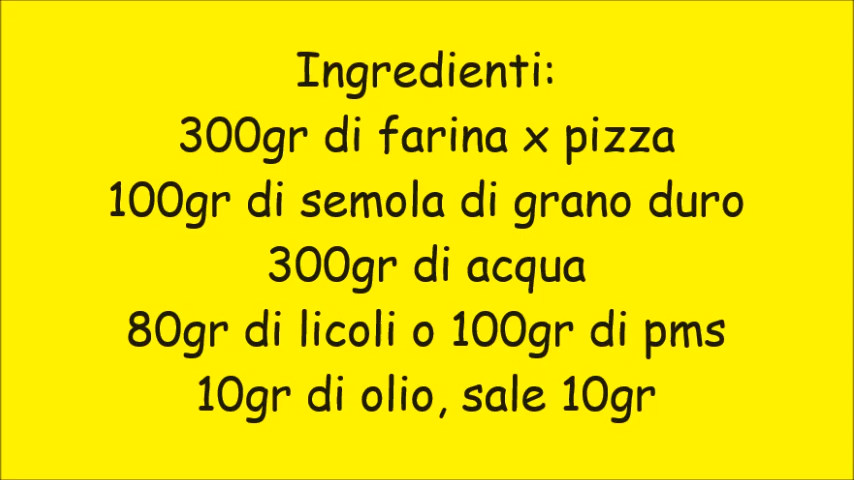 Ingredienti:
300gr di farina x pizza
100gr di semola di grano duro
300gr di acqua
80gr di licoli o 100gr di pms
10gr di olio, sale 10gr